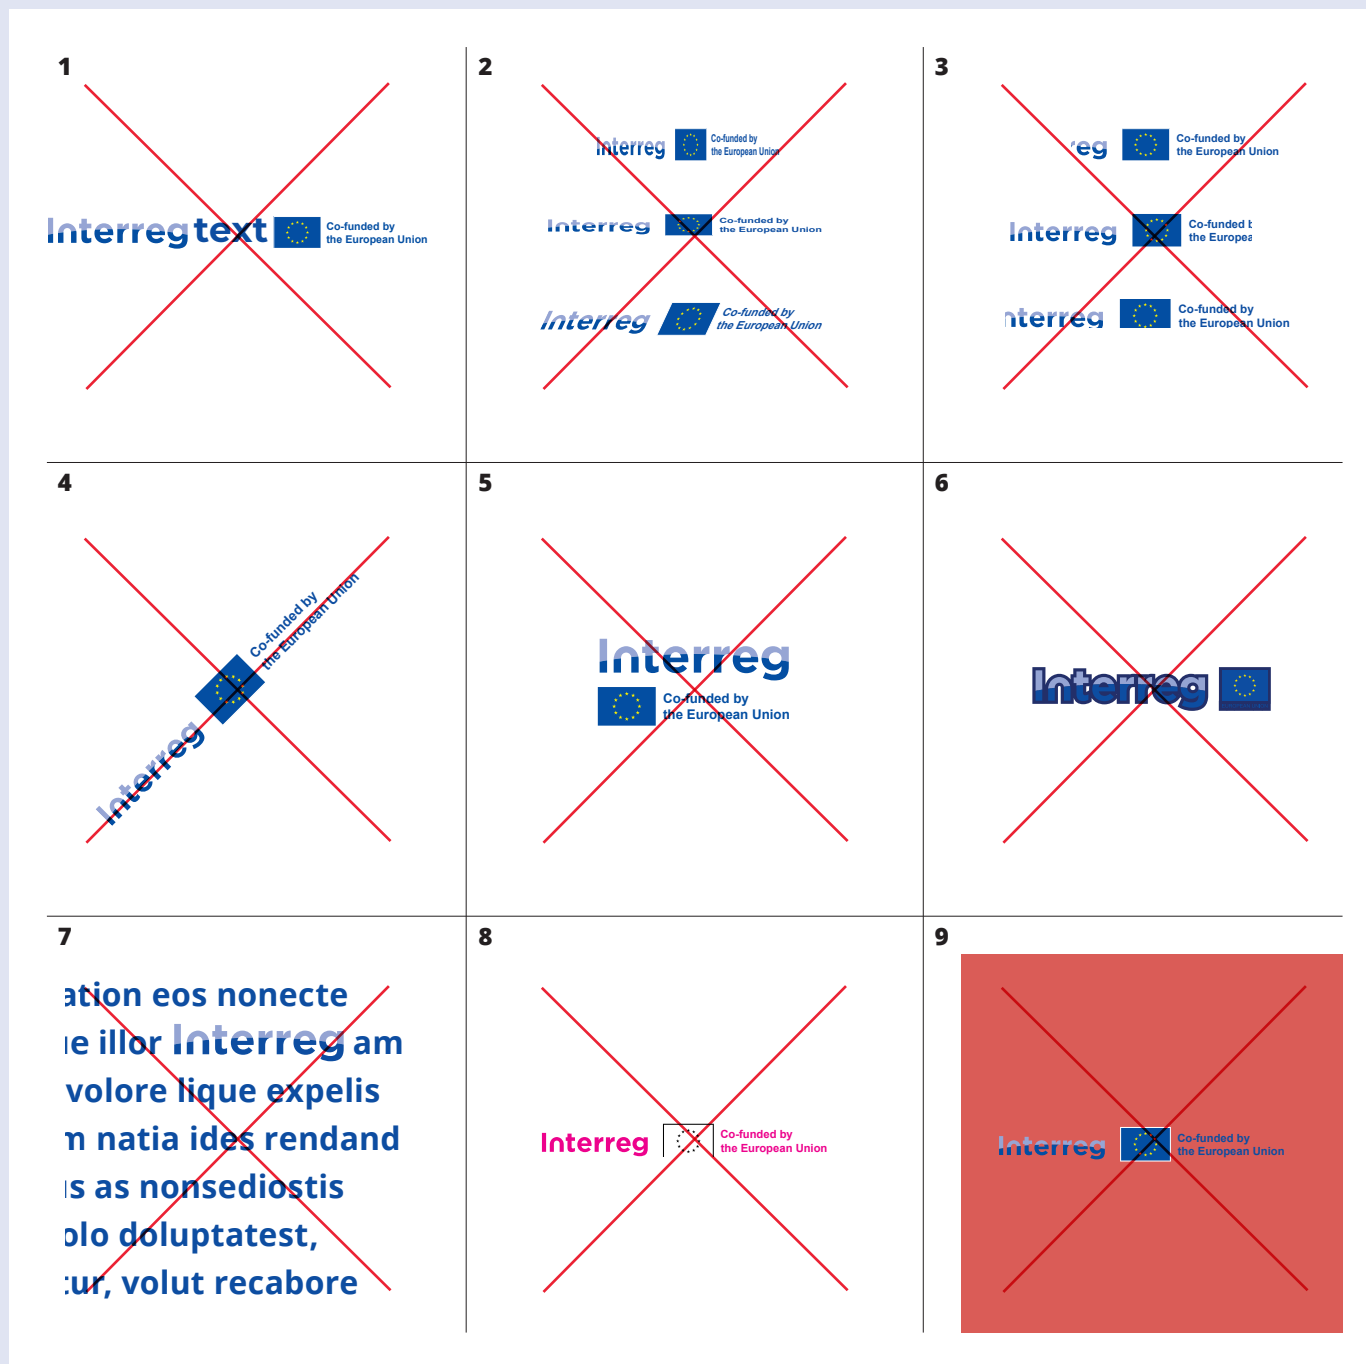 1
Interreg text Co-funded by
the European Union
2
Interreg Co-funded by
the European Union
Interreg Co-funded by
the European Union
Interreg Co-funded by
the European Union
3
reg Co-funded by
the European Union
Interreg Co-funded b
the Europea
Interreg Co-funded by
the European Union
4
Interreg Co-funded by
the European Union
5
Interreg
Co-funded by
the European Union
6
Interreg
7
ation eos nonecte
ue illor Interreg am
volore lique expelis
m natia ides rendand
us as nonsediostis
olo doluptatest,
tur, volut recabore
8
Interreg Co-funded by
the European Union
9
Interreg Co-funded by
the European Union